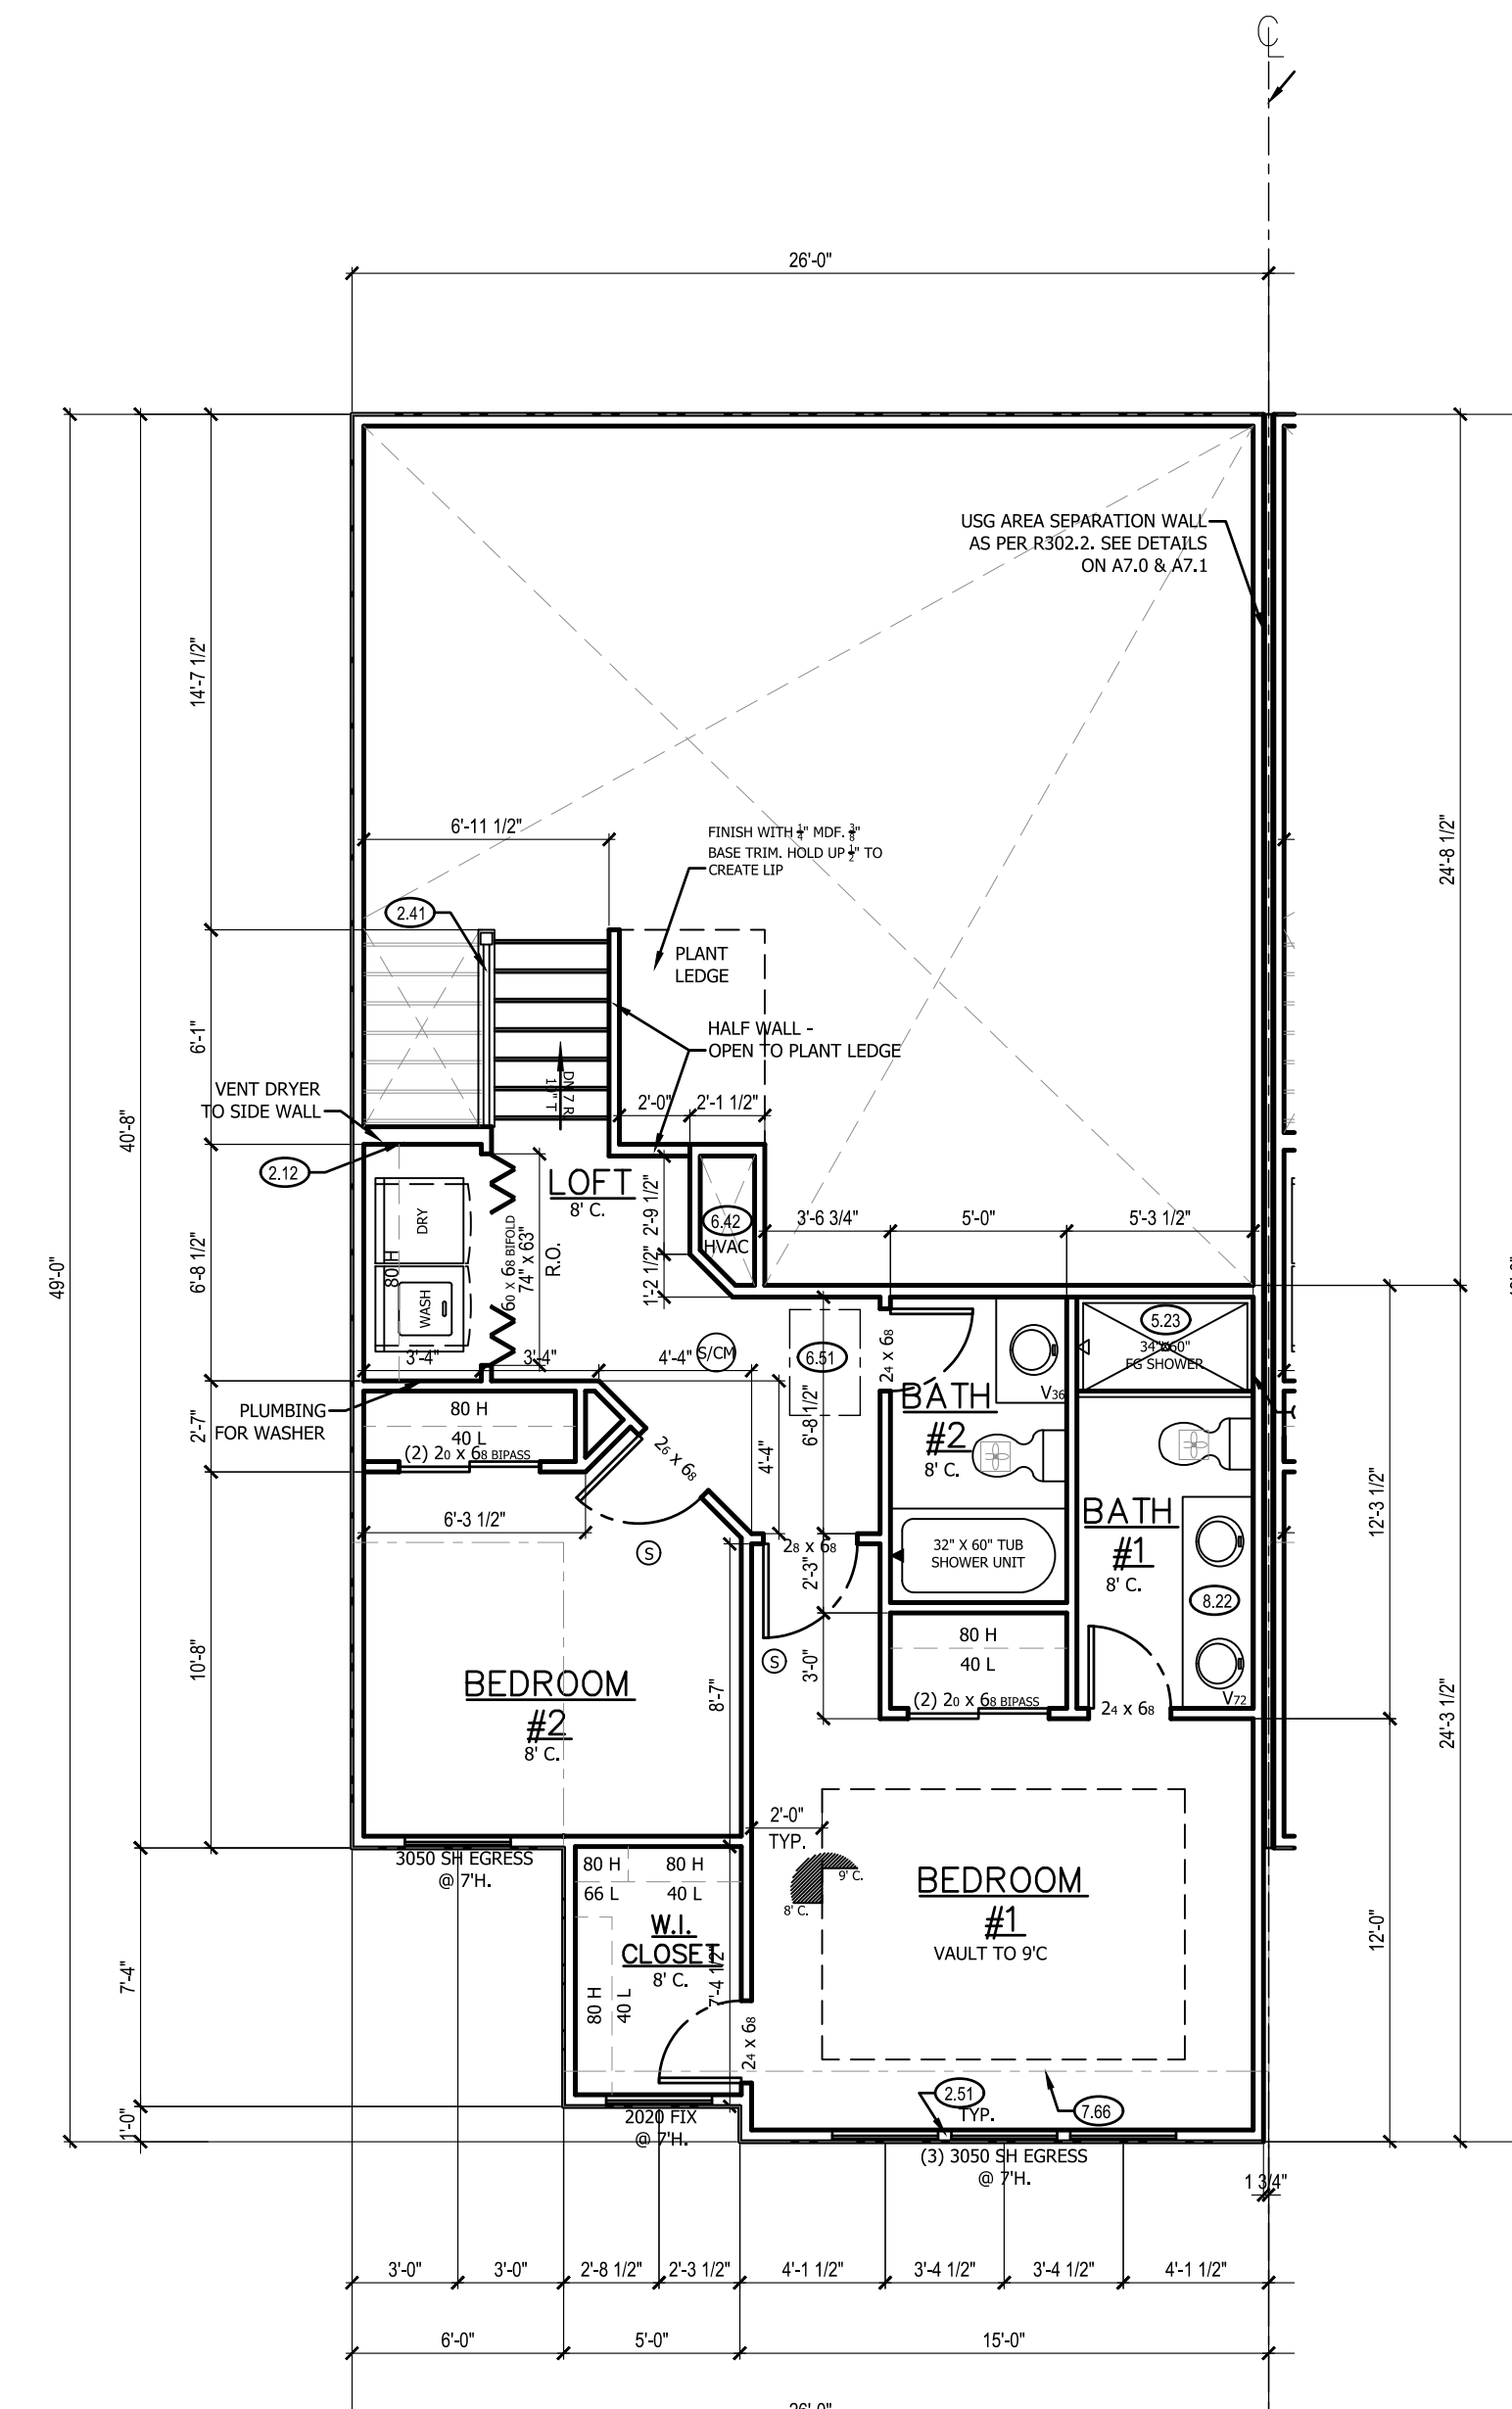 CL
26'-0"
49'-0"
40'-8"
7'-4"
1'-0"
14'-7 1/2"
6'-1"
6'-8 1/2"
2'-7"
10'-8"
24'-8 1/2"
24'-3 1/2"
12'-3 1/2"
12'-0"
USG AREA SEPARATION WALL
AS PER R302.2. SEE DETAILS
ON A7.0 & A7.1
6'-11 1/2"
FINISH WITH 1/4" MDF. 3/8"
BASE TRIM. HOLD UP 1/2" TO
CREATE LIP
2.41
PLANT
LEDGE
HALF WALL -
OPEN TO PLANT LEDGE
DN 17 R
10" T
2'-0"
2'-1 1/2"
VENT DRYER
TO SIDE WALL
2.12
LOFT
8' C.
2'-9 1/2"
1'-2 1/2"
6.42
HVAC
3'-6 3/4"
5'-0"
5'-3 1/2"
DRY
80 H
WASH
60 x 68 BIFOLD
74" x 63"
R.O.
3'-4"
3'-4"
4'-4"
S/CM
6.51
24 x 68
5.23
34"x60"
FG SHOWER
V36
BATH
#2
8' C.
6'-8 1/2"
4'-4"
PLUMBING
FOR WASHER
80 H
40 L
(2) 20 x 68 BIPASS
26 x 68
6'-3 1/2"
S
28 x 68
2'-3"
32" X 60" TUB
SHOWER UNIT
BATH
#1
8' C.
8.22
V72
80 H
40 L
(2) 20 x 68 BIPASS
24 x 68
3'-0"
S
8'-7"
BEDROOM
#2
8' C.
2'-0"
TYP.
9' C.
8' C.
BEDROOM
#1
VAULT TO 9'C
3050 SH EGRESS
@ 7'H.
80 H
66 L
80 H
40 L
W.I.
CLOSET
8' C.
7'-4 1/2"
80 H
40 L
24 x 68
2.51
TYP.
7.66
2020 FIX
@ 7'H.
(3) 3050 SH EGRESS
@ 7'H.
1 3/4"
3'-0"
3'-0"
2'-8 1/2"
2'-3 1/2"
4'-1 1/2"
3'-4 1/2"
3'-4 1/2"
4'-1 1/2"
6'-0"
5'-0"
15'-0"
26'-0"